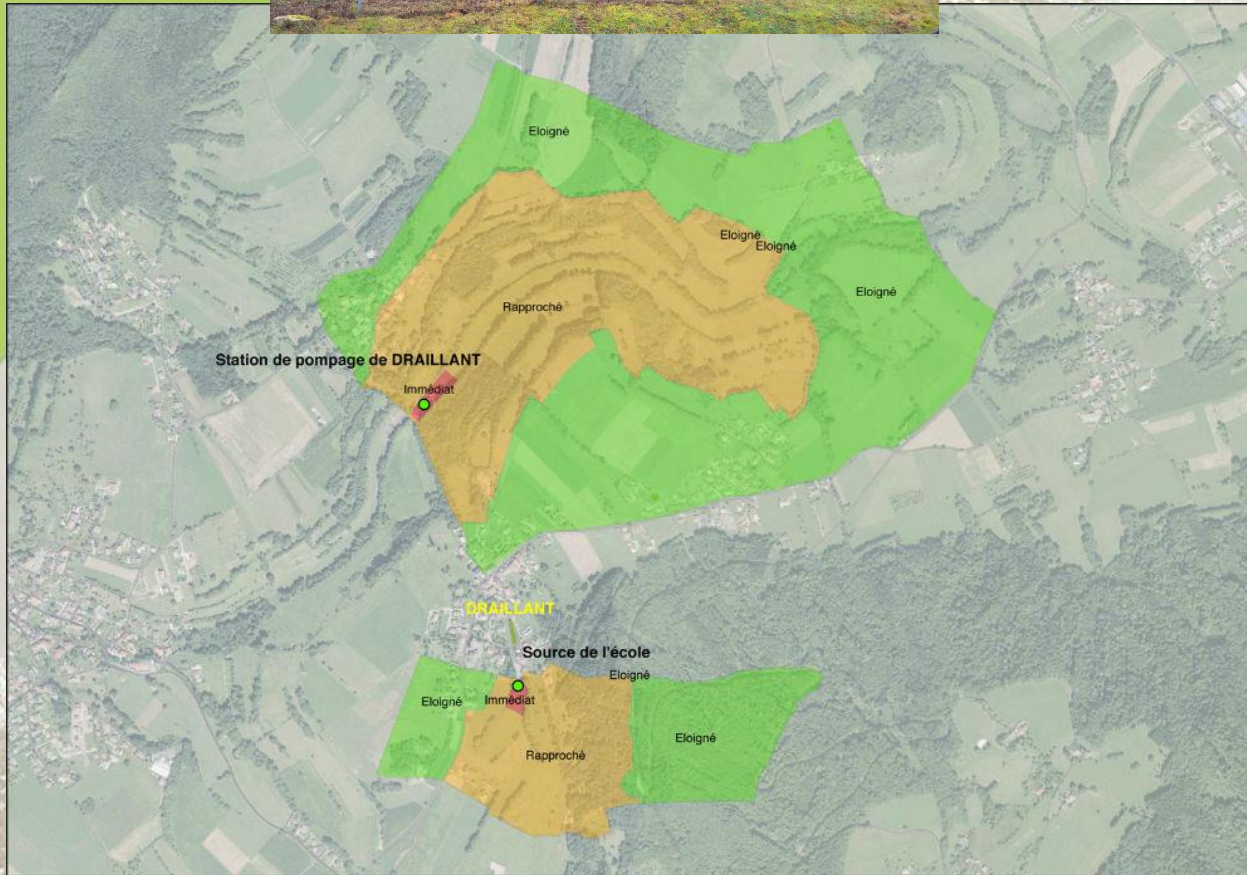 Eloigné
Eloigné
Eloigné
Eloigné
Rapproché
Station de pompage de DRAILLANT
Immédiat
DRAILLANT
Source de l'école
Eloigné
Eloigné
Immédiat
Eloigné
Rapproché